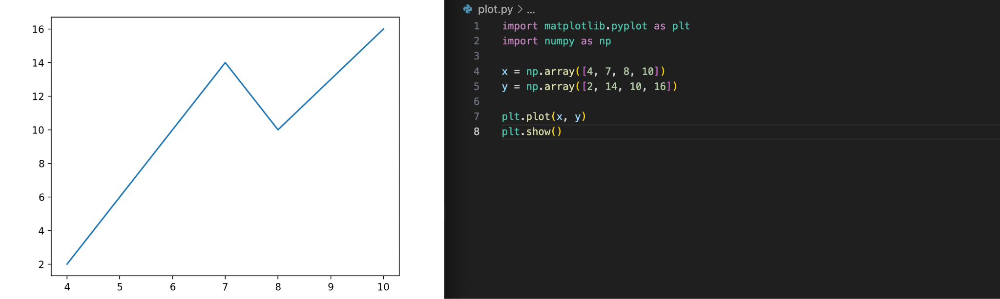 16
14
12
10
8
6
4
2
4 5 6 7 8 9 10
plot.py > ...
1 import matplotlib.pyplot as plt
2 import numpy as np
3
4 x = np.array([4, 7, 8, 10])
5 y = np.array([2, 14, 10, 16])
6
7 plt.plot(x, y)
8 plt.show()